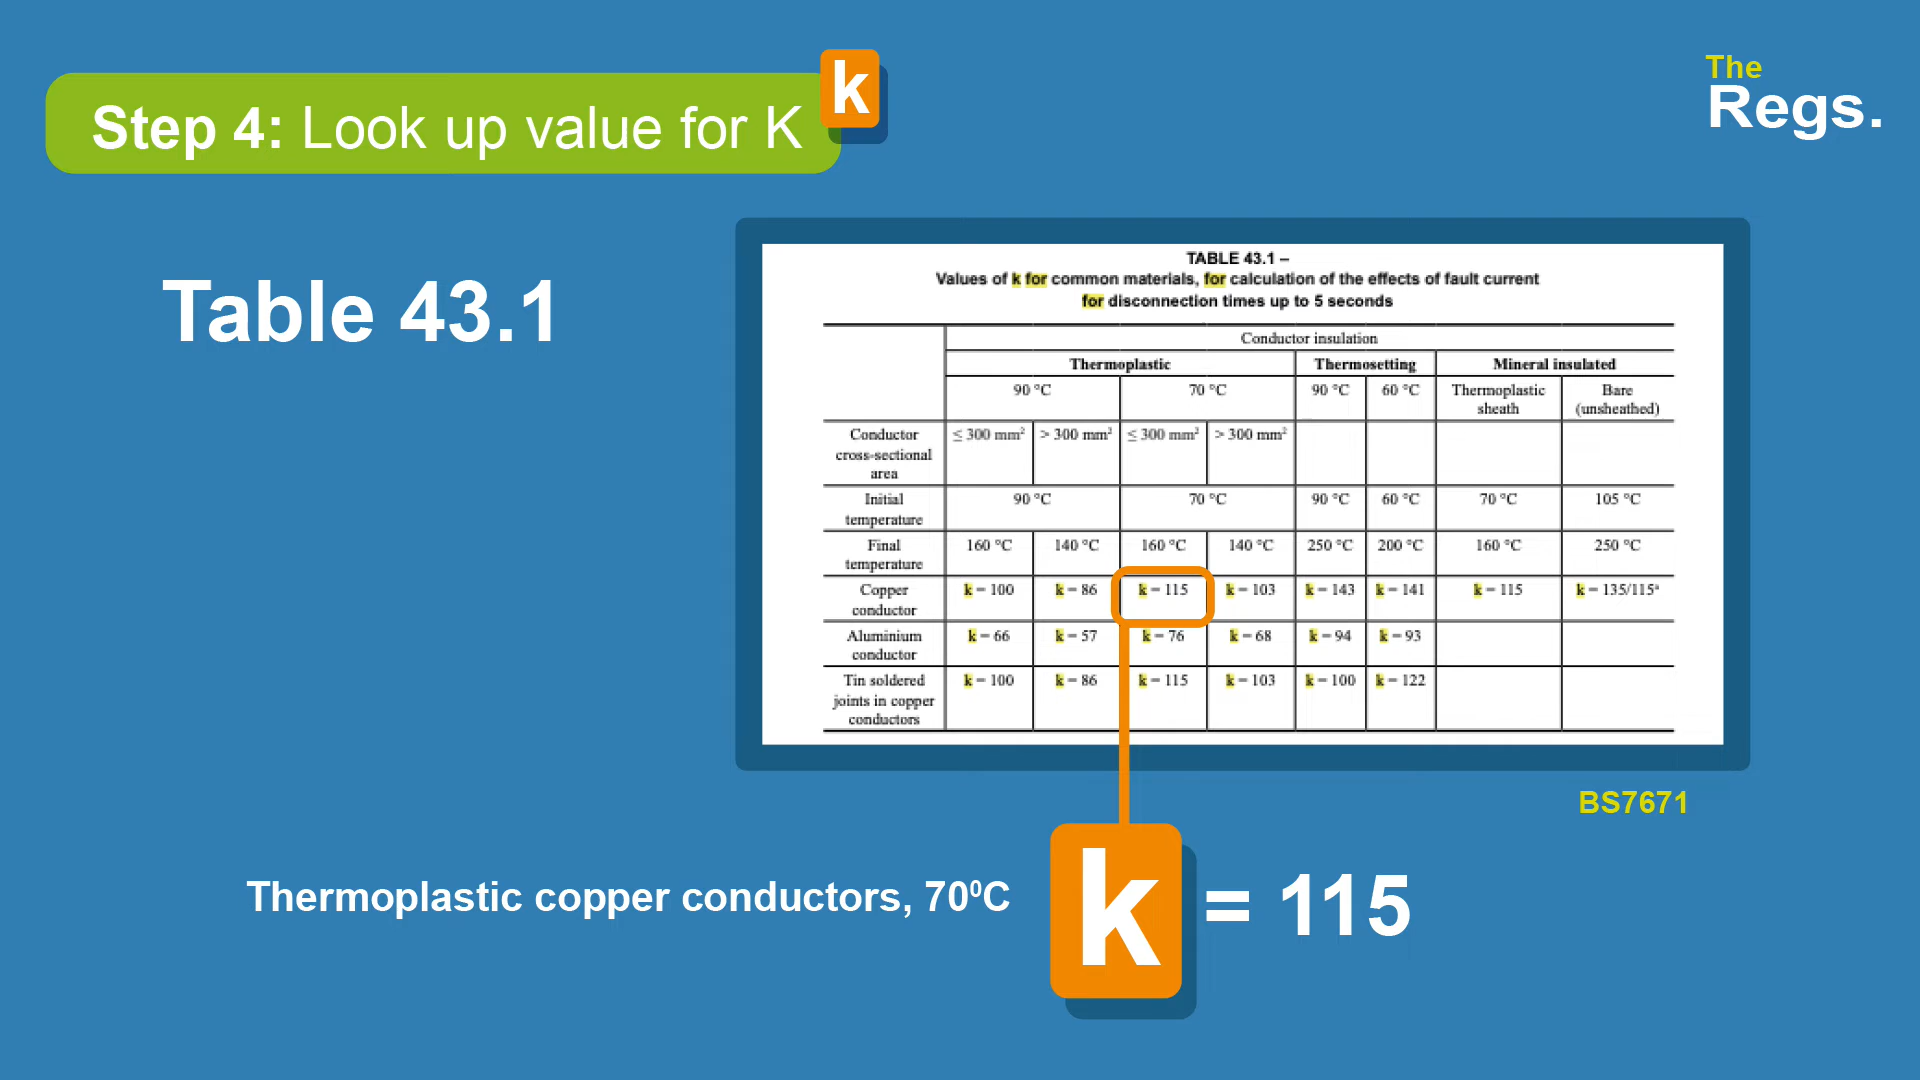 Step 4: Look up value for K
k
The
Regs.
Table 43.1
TABLE 43.1 –
Values of k for common materials, for calculation of the effects of fault current
for disconnection times up to 5 seconds
Conductor insulation
Thermoplastic Thermosetting Mineral insulated
90 °C 70 °C 90 °C 60 °C Thermoplastic sheath Bare (unsheathed)
Conductor cross-sectional area ≤ 300 mm² > 300 mm² ≤ 300 mm² > 300 mm²
Initial temperature 90 °C 70 °C 90 °C 60 °C 70 °C 105 °C
Final temperature 160 °C 140 °C 160 °C 140 °C 250 °C 200 °C 160 °C 250 °C
Copper conductor k = 100 k = 86 k = 115 k = 103 k = 143 k = 141 k = 115 k = 135/115ᵃ
Aluminium conductor k = 66 k = 57 k = 76 k = 68 k = 94 k = 93
Tin soldered joints in copper conductors k = 100 k = 86 k = 115 k = 103 k = 100 k = 122
BS7671
Thermoplastic copper conductors, 70⁰C k = 115